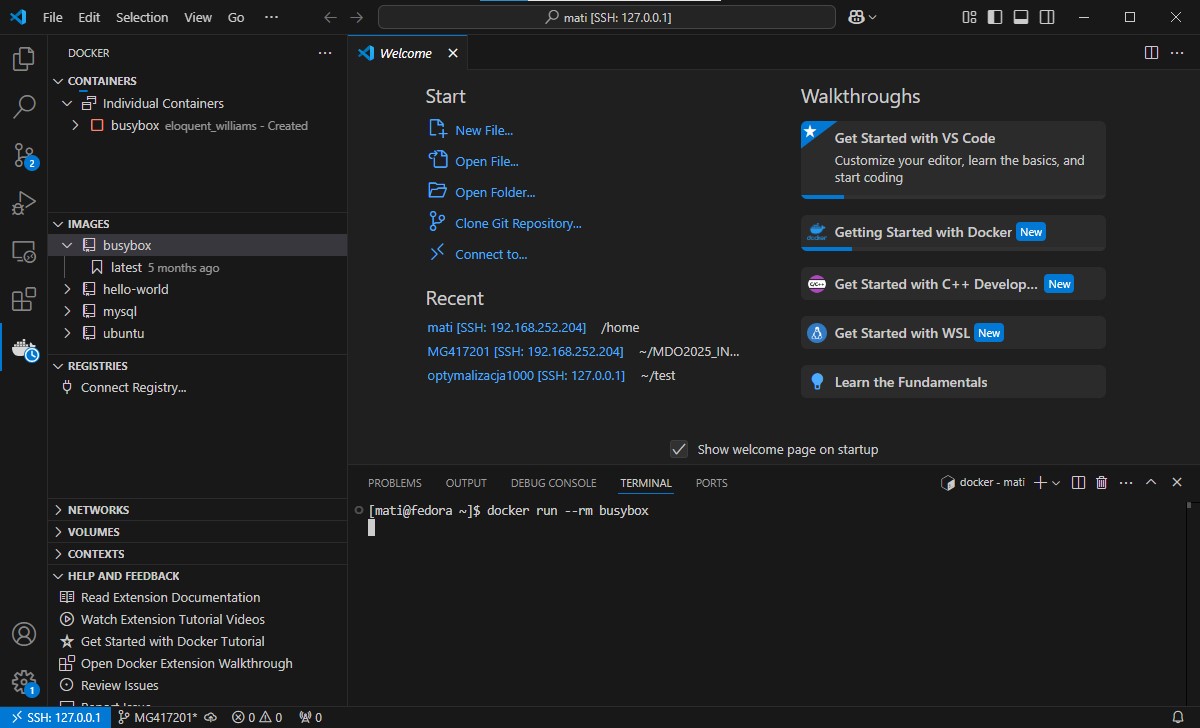 File Edit Selection View Go ···
mati [SSH: 127.0.0.1]
DOCKER
CONTAINERS
Individual Containers
busybox eloquent_williams - Created
IMAGES
busybox
latest 5 months ago
hello-world
mysql
ubuntu
REGISTRIES
Connect Registry...
NETWORKS
VOLUMES
CONTEXTS
HELP AND FEEDBACK
Read Extension Documentation
Watch Extension Tutorial Videos
Get Started with Docker Tutorial
Open Docker Extension Walkthrough
Review Issues
Report Issue
2
1
Welcome
Start
New File...
Open File...
Open Folder...
Clone Git Repository...
Connect to...
Recent
mati [SSH: 192.168.252.204] /home
MG417201 [SSH: 192.168.252.204] ~/MDO2025_IN...
optymalizacja1000 [SSH: 127.0.0.1] ~/test
Walkthroughs
Get Started with VS Code
Customize your editor, learn the basics, and
start coding
docker
Getting Started with Docker New
C/C++
Get Started with C++ Develop... New
Get Started with WSL New
Learn the Fundamentals
Show welcome page on startup
PROBLEMS OUTPUT DEBUG CONSOLE TERMINAL PORTS
docker - mati
[mati@fedora ~]$ docker run --rm busybox
SSH: 127.0.0.1 MG417201* 0 0 0